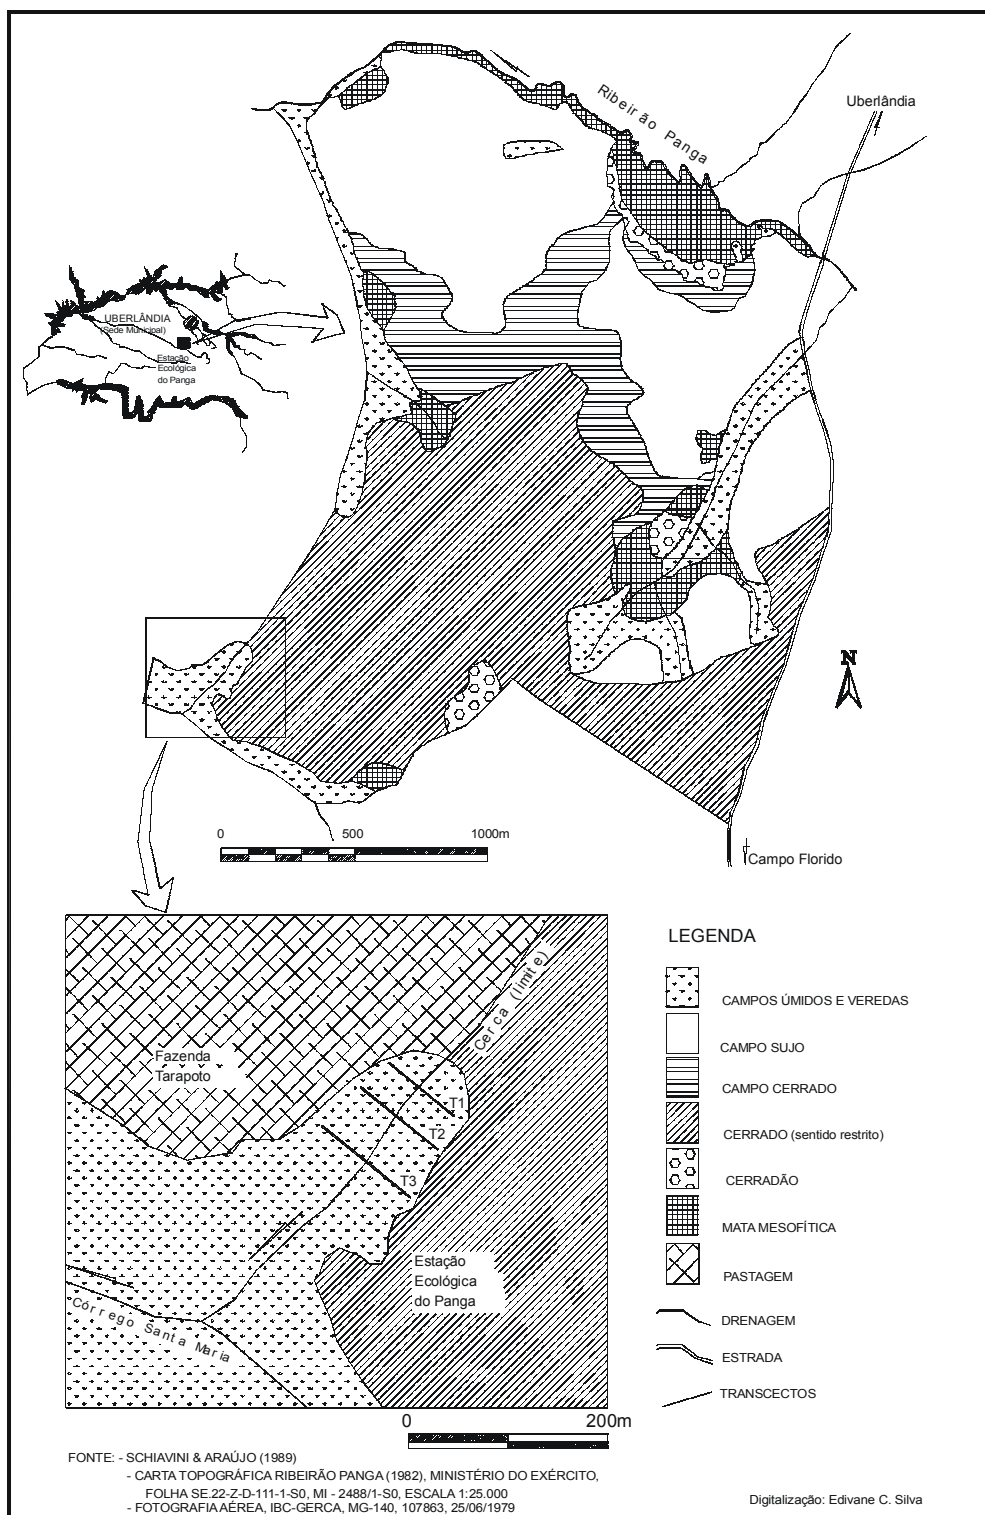 Ribeirão Panga
Uberlândia
UBERLÂNDIA
(Sede Municipal)
Estação
Ecológica
do Panga
N
0 500 1000m
Campo Florido
Fazenda
Tarapoto
Cerca (limite)
T1
T2
T3
Estação
Ecológica
do Panga
Córrego Santa Maria
0 200m
LEGENDA
CAMPOS ÚMIDOS E VEREDAS
CAMPO SUJO
CAMPO CERRADO
CERRADO (sentido restrito)
CERRADÃO
MATA MESOFÍTICA
PASTAGEM
DRENAGEM
ESTRADA
TRANSCECTOS
FONTE: - SCHIAVINI & ARAÚJO (1989)
- CARTA TOPOGRÁFICA RIBEIRÃO PANGA (1982), MINISTÉRIO DO EXÉRCITO,
FOLHA SE.22-Z-D-111-1-S0, MI - 2488/1-S0, ESCALA 1:25.000
- FOTOGRAFIA AÉREA, IBC-GERCA, MG-140, 107863, 25/06/1979
Digitalização: Edivane C. Silva